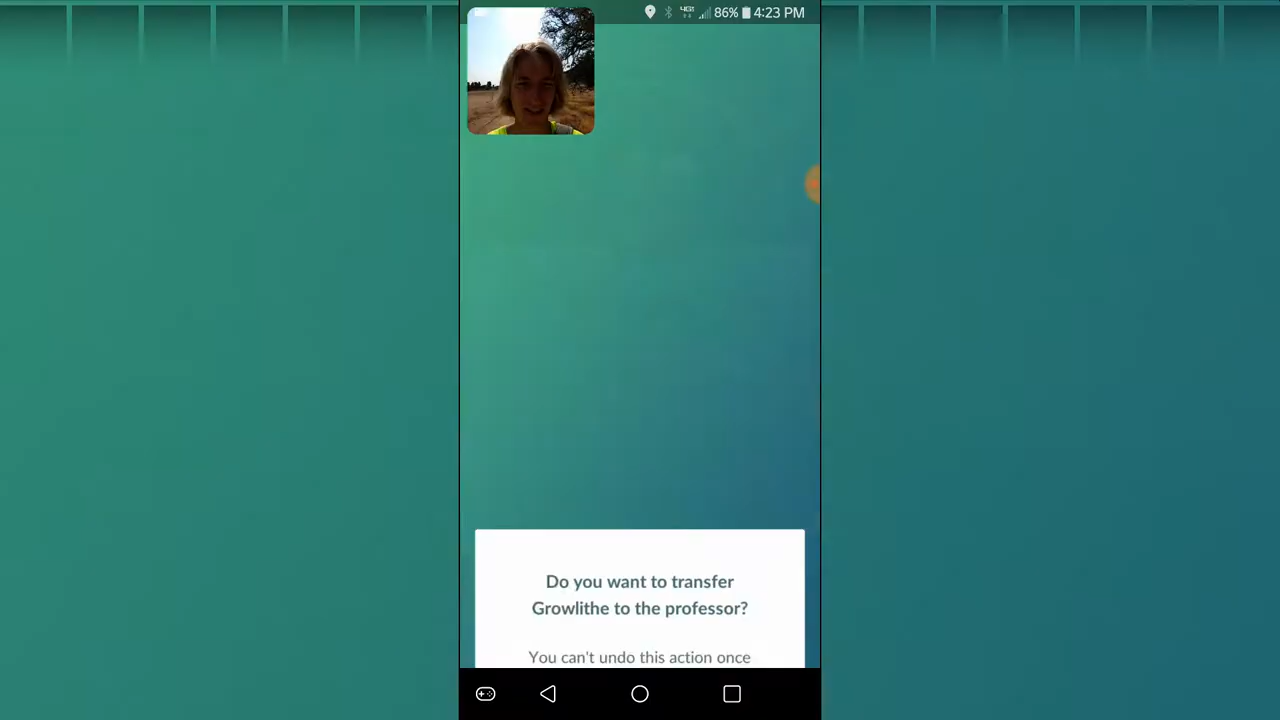 86% 4:23 PM
Do you want to transfer
Growlithe to the professor?
You can't undo this action once